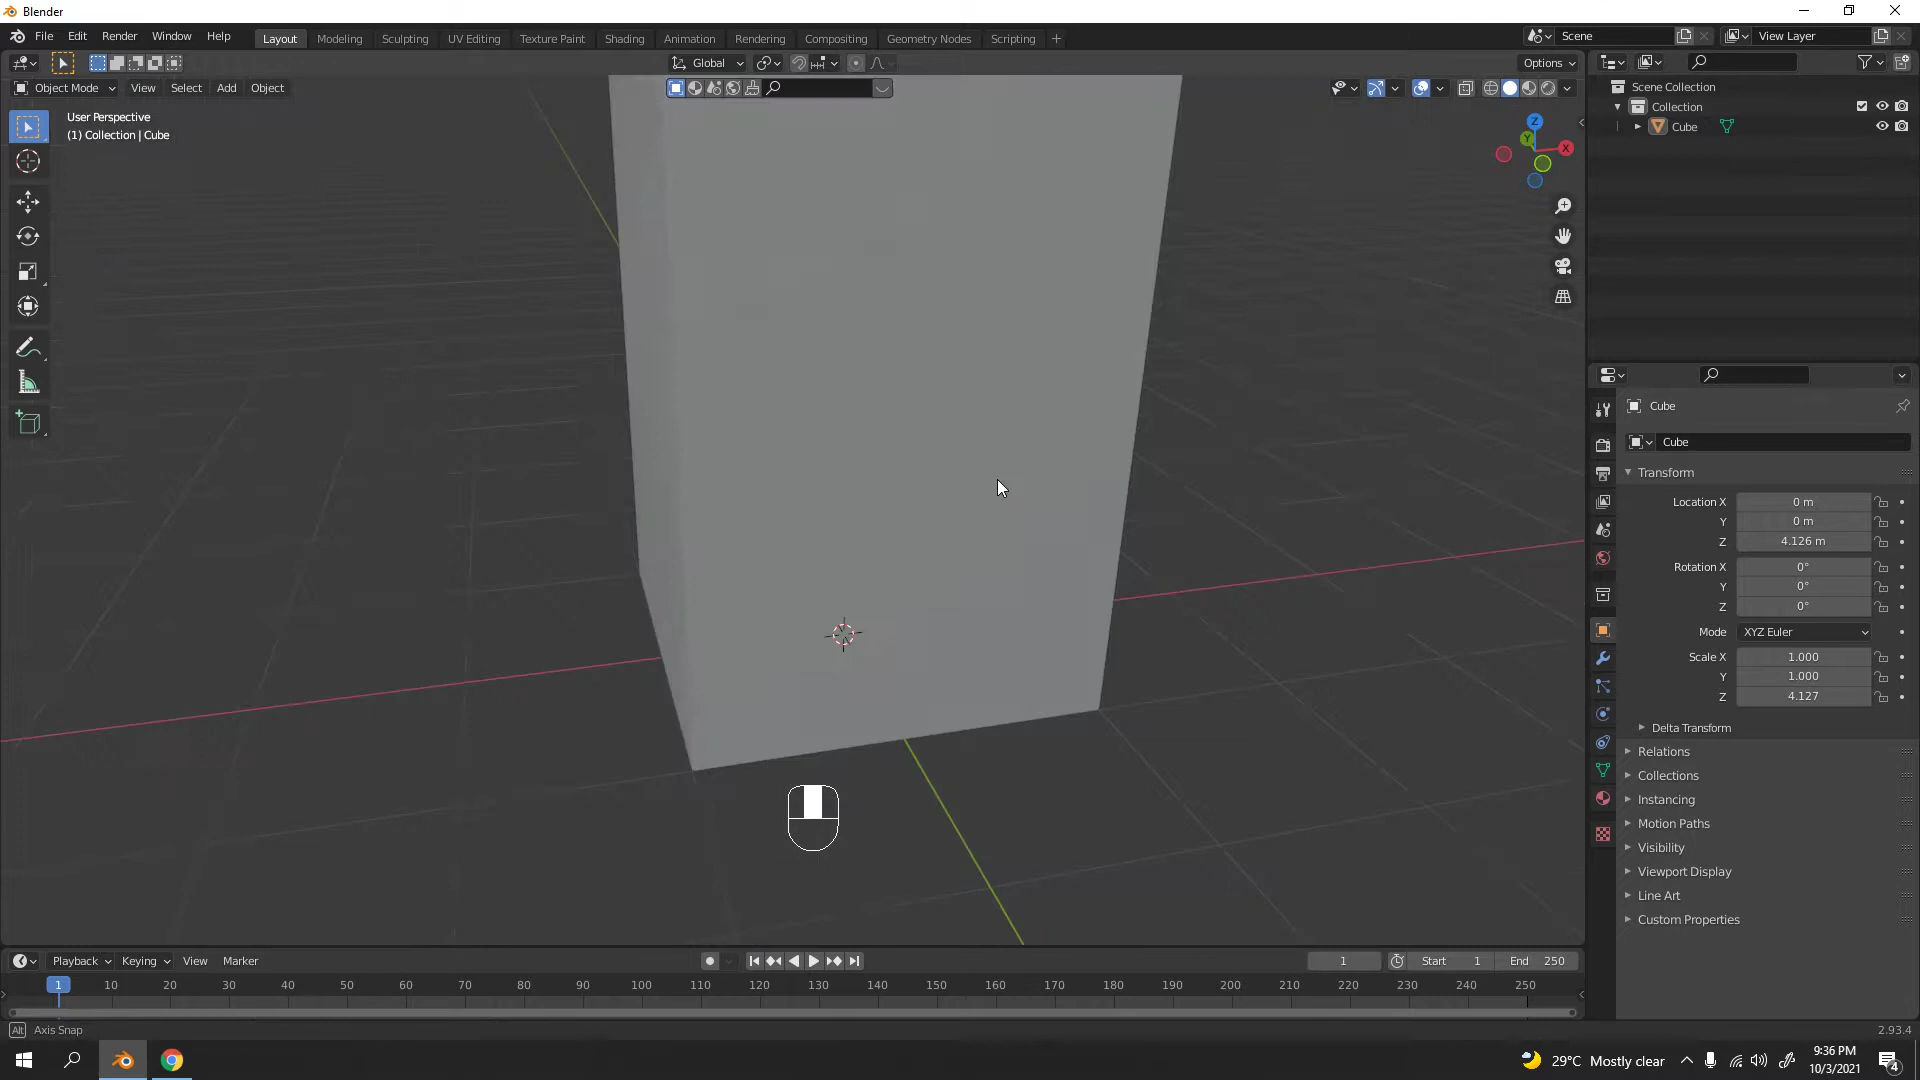 Blender
File Edit Render Window Help
Layout Modeling Sculpting UV Editing Texture Paint Shading Animation Rendering Compositing Geometry Nodes Scripting +
Scene
View Layer
Global
Options
Object Mode View Select Add Object
User Perspective
(1) Collection | Cube
Z
Y
X
Scene Collection
Collection
Cube
Cube
Cube
Transform
Location X 0 m
Y 0 m
Z 4.126 m
Rotation X 0°
Y 0°
Z 0°
Mode XYZ Euler
Scale X 1.000
Y 1.000
Z 4.127
Delta Transform
Relations
Collections
Instancing
Motion Paths
Visibility
Viewport Display
Line Art
Custom Properties
Playback Keying View Marker
1 Start 1 End 250
1 10 20 30 40 50 60 70 80 90 100 110 120 130 140 150 160 170 180 190 200 210 220 230 240 250
Alt Axis Snap
2.93.4
29°C Mostly clear
9:36 PM
10/3/2021
4